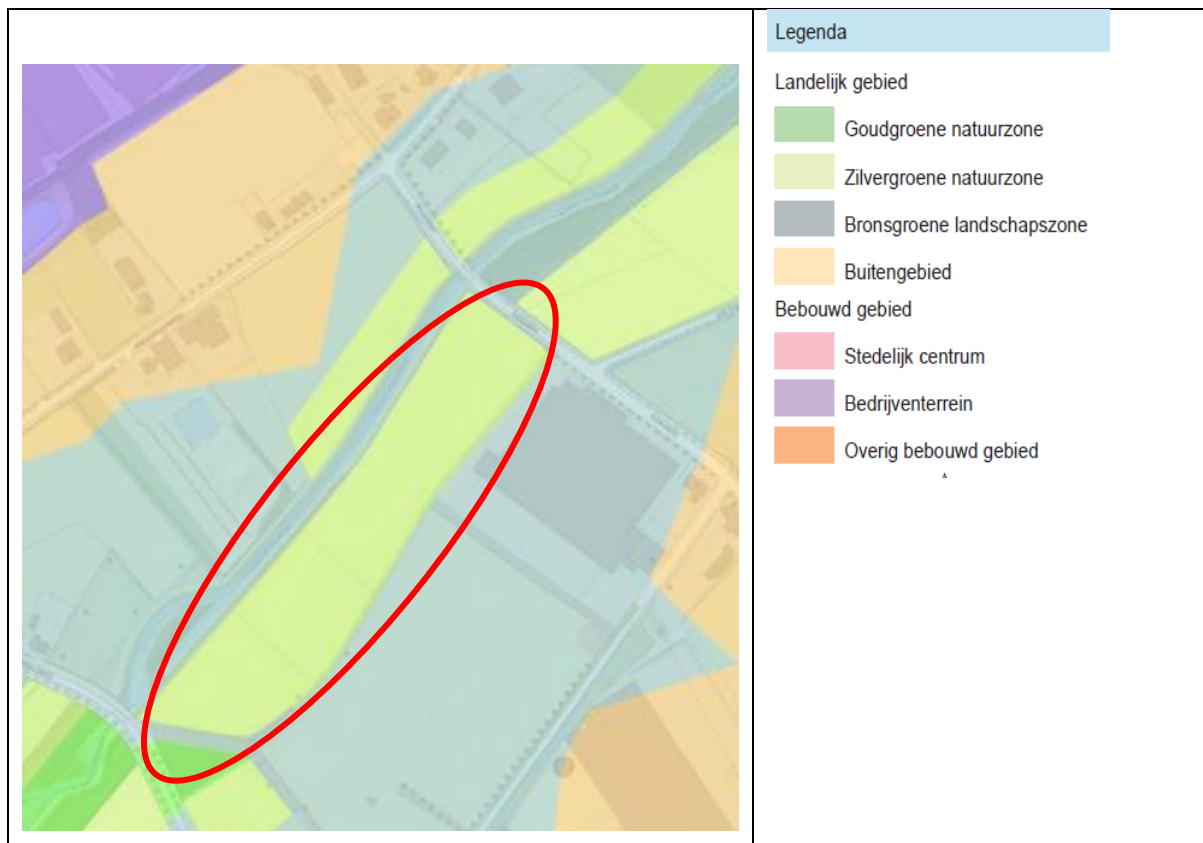 Legenda
Landelijk gebied
Goudgroene natuurzone
Zilvergroene natuurzone
Bronsgroene landschapszone
Buitengebied
Bebouwd gebied
Stedelijk centrum
Bedrijventerrein
Overig bebouwd gebied